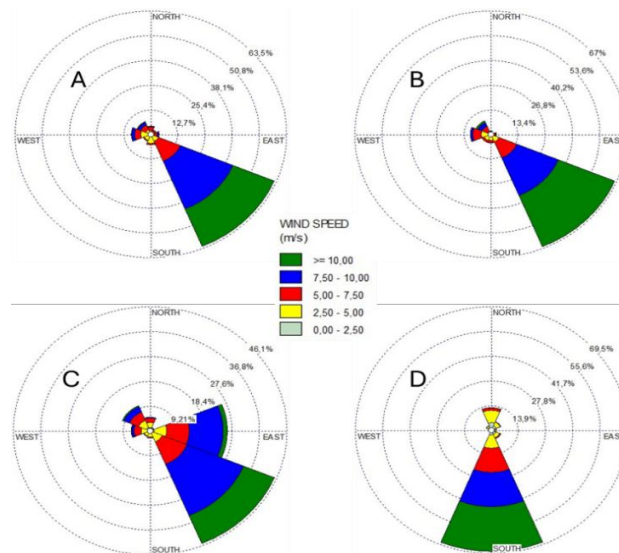 NORTH
63,5%
50,8%
38,1%
25,4%
12,7%
A
WEST
EAST
SOUTH
NORTH
67%
53,6%
40,2%
26,8%
13,4%
B
WEST
EAST
SOUTH
WIND SPEED
(m/s)
>= 10,00
7,50 - 10,00
5,00 - 7,50
2,50 - 5,00
0,00 - 2,50
NORTH
46,1%
36,8%
27,6%
18,4%
9,21%
C
WEST
EAST
SOUTH
NORTH
69,5%
55,6%
41,7%
27,8%
13,9%
D
WEST
EAST
SOUTH